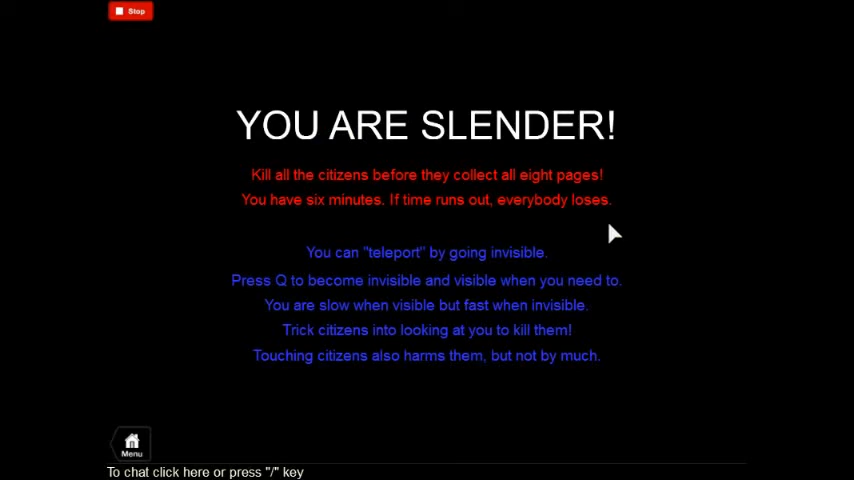 Stop
YOU ARE SLENDER!
Kill all the citizens before they collect all eight pages!
You have six minutes. If time runs out, everybody loses.
You can "teleport" by going invisible.
Press Q to become invisible and visible when you need to.
You are slow when visible but fast when invisible.
Trick citizens into looking at you to kill them!
Touching citizens also harms them, but not by much.
Menu
To chat click here or press "/" key